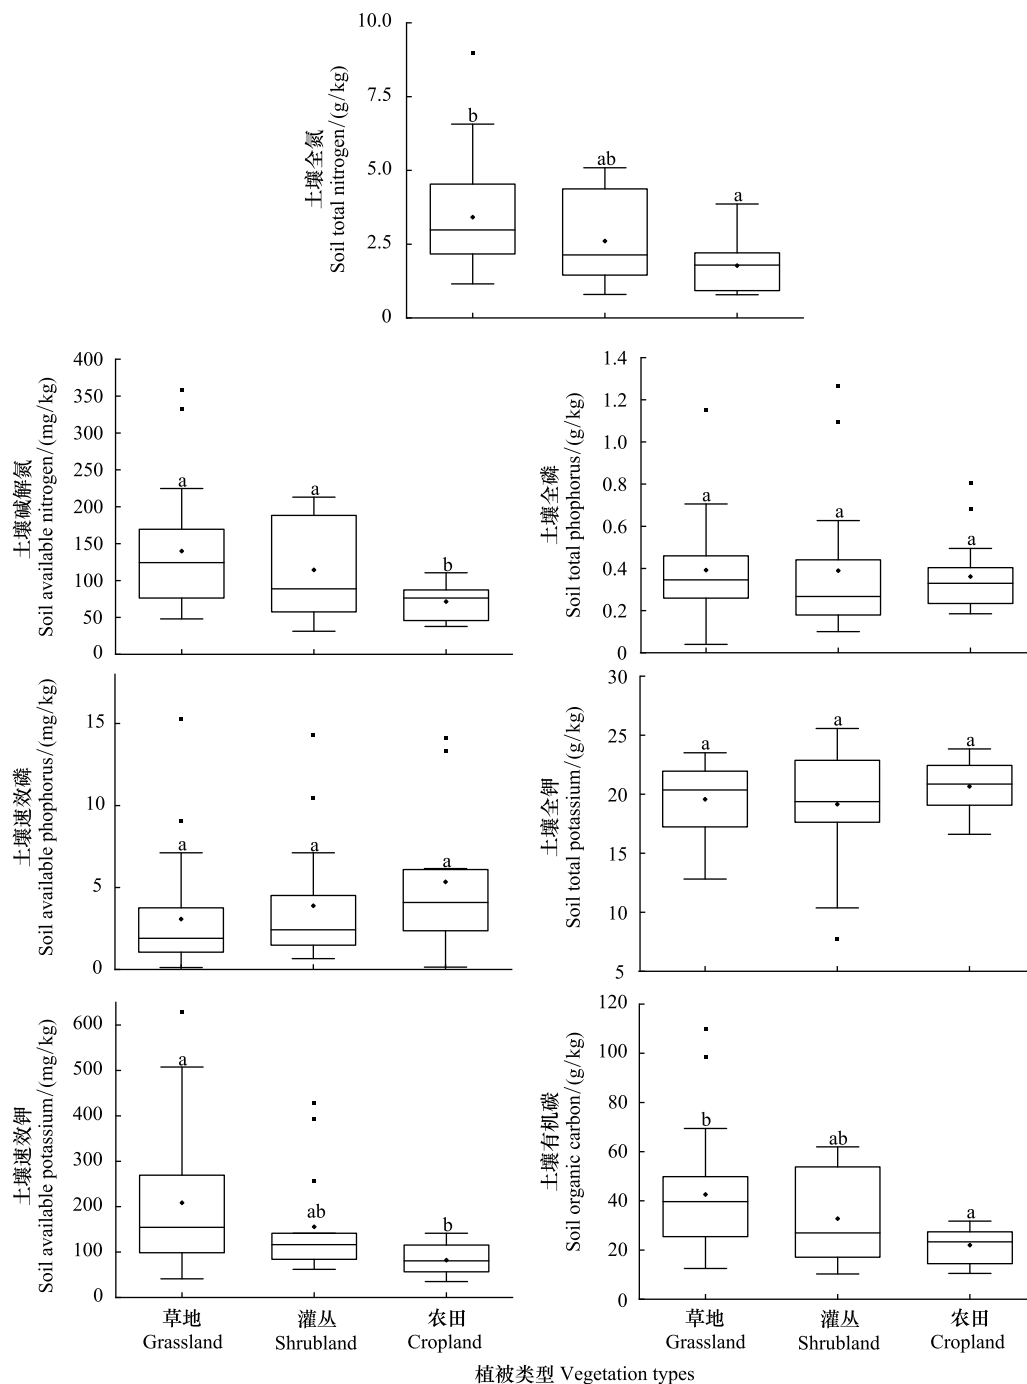 土壤全氮
Soil total nitrogen/(g/kg)
10.0
7.5
5.0
2.5
0
b
ab
a
土壤碱解氮
Soil available nitrogen/(mg/kg)
400
350
300
250
200
150
100
50
0
a
a
b
土壤全磷
Soil total phophorus/(g/kg)
1.4
1.2
1.0
0.8
0.6
0.4
0.2
0
a
a
a
土壤速效磷
Soil available phophorus/(mg/kg)
15
10
5
0
a
a
a
土壤全钾
Soil total potassium/(g/kg)
30
25
20
15
10
5
a
a
a
土壤速效钾
Soil available potassium/(mg/kg)
600
500
400
300
200
100
0
a
ab
b
草地
Grassland
灌丛
Shrubland
农田
Cropland
土壤有机碳
Soil organic carbon/(g/kg)
120
100
80
60
40
20
0
b
ab
a
草地
Grassland
灌丛
Shrubland
农田
Cropland
植被类型 Vegetation types